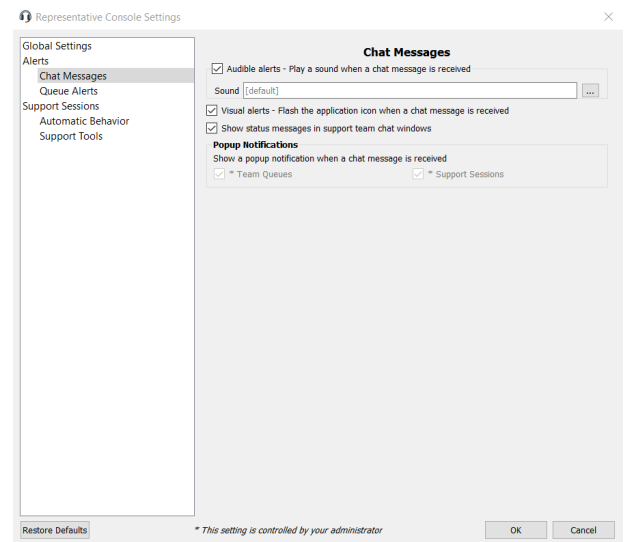 Representative Console Settings
Global Settings
Alerts
Chat Messages
Queue Alerts
Support Sessions
Automatic Behavior
Support Tools
Chat Messages
Audible alerts - Play a sound when a chat message is received
Sound [default] ...
Visual alerts - Flash the application icon when a chat message is received
Show status messages in support team chat windows
Popup Notifications
Show a popup notification when a chat message is received
* Team Queues * Support Sessions
Restore Defaults * This setting is controlled by your administrator OK Cancel